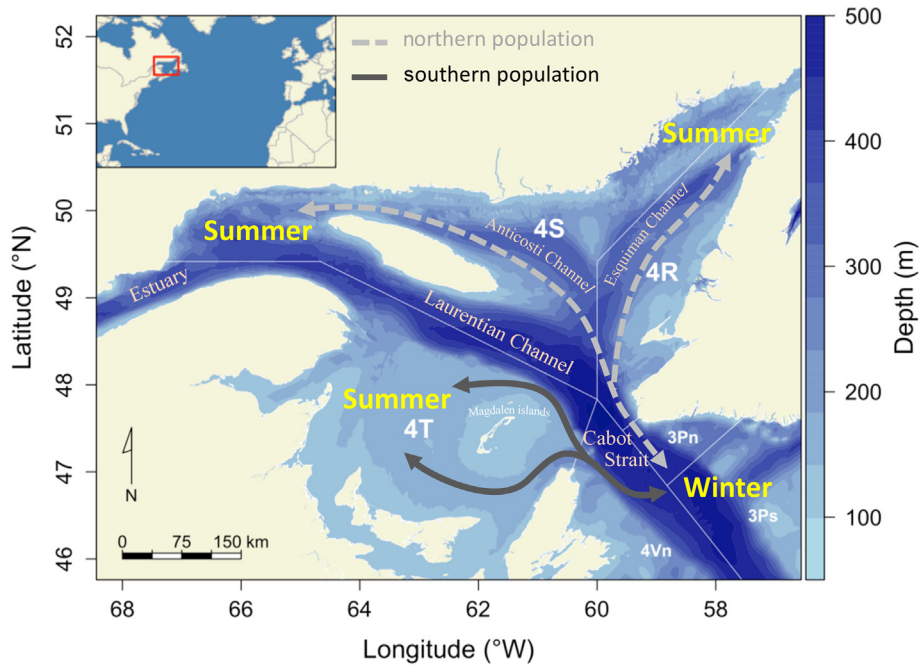 northern population
southern population
52
51
50
49
48
47
46
Latitude (°N)
Summer
Summer
4S
Anticosti Channel
Esquiman Channel
4R
Estuary
Laurentian Channel
Summer
4T
Magdalen islands
Cabot
Strait
3Pn
Winter
3Ps
4Vn
N
0 75 150 km
68 66 64 62 60 58
Longitude (°W)
500
400
300
200
100
Depth (m)